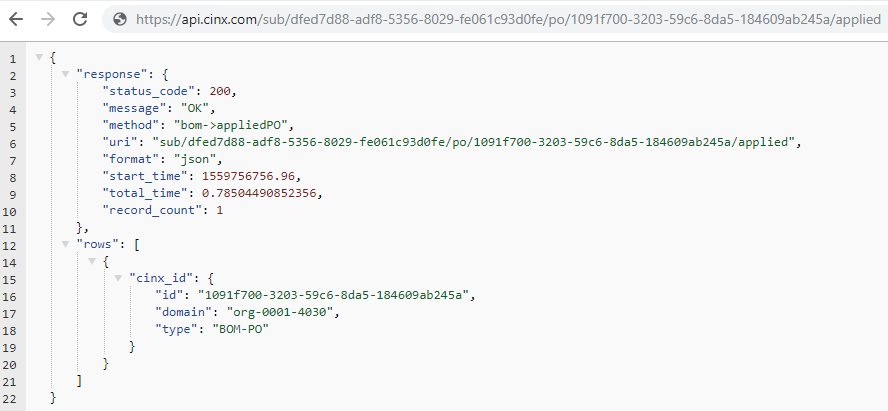 https://api.cinx.com/sub/dfed7d88-adf8-5356-8029-fe061c93d0fe/po/1091f700-3203-59c6-8da5-184609ab245a/applied
1 {
2 "response": {
3 "status_code": 200,
4 "message": "OK",
5 "method": "bom->appliedPO",
6 "uri": "sub/dfed7d88-adf8-5356-8029-fe061c93d0fe/po/1091f700-3203-59c6-8da5-184609ab245a/applied",
7 "format": "json",
8 "start_time": 1559756756.96,
9 "total_time": 0.78504490852356,
10 "record_count": 1
11 },
12 "rows": [
14 {
15 "cinx_id": {
16 "id": "1091f700-3203-59c6-8da5-184609ab245a",
17 "domain": "org-0001-4030",
18 "type": "BOM-PO"
19 }
20 }
21 ]
22 }